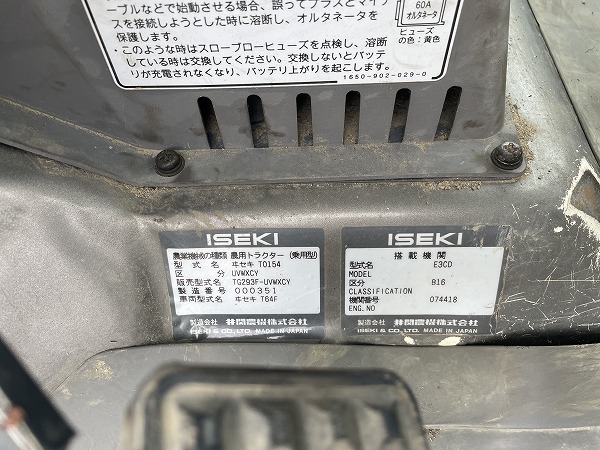 ーブルなどで始動させる場合、誤ってプラスとマイナ
スを接続しようとした時に溶断し、オルタネータを
保護します。
・このような時はスローブローヒューズを点検し、溶断
している時は交換してください。交換しないとバッテ
リが充電されなくなり、バッテリ上がりを起こします。
1650-902-029-0
60A
オルタネータ
ヒューズ
の色:黄色
ISEKI
農業機械の種類 農用トラクター (乗用型)
型式名 ヰセキ TO154
区分 UVWXCY
販売型式名 TG293F-UVWXCY
製造番号 000351
車両型式名 ヰセキ T64F
製造会社 井関農機株式会社
ISEKI & CO., LTD. MADE IN JAPAN
ISEKI
搭載機関
型式名 E3CD
MODEL
区分 B16
CLASSIFICATION
機関番号 074418
ENG. NO
製造会社 井関農機株式会社
ISEKI & CO., LTD. MADE IN JAPAN